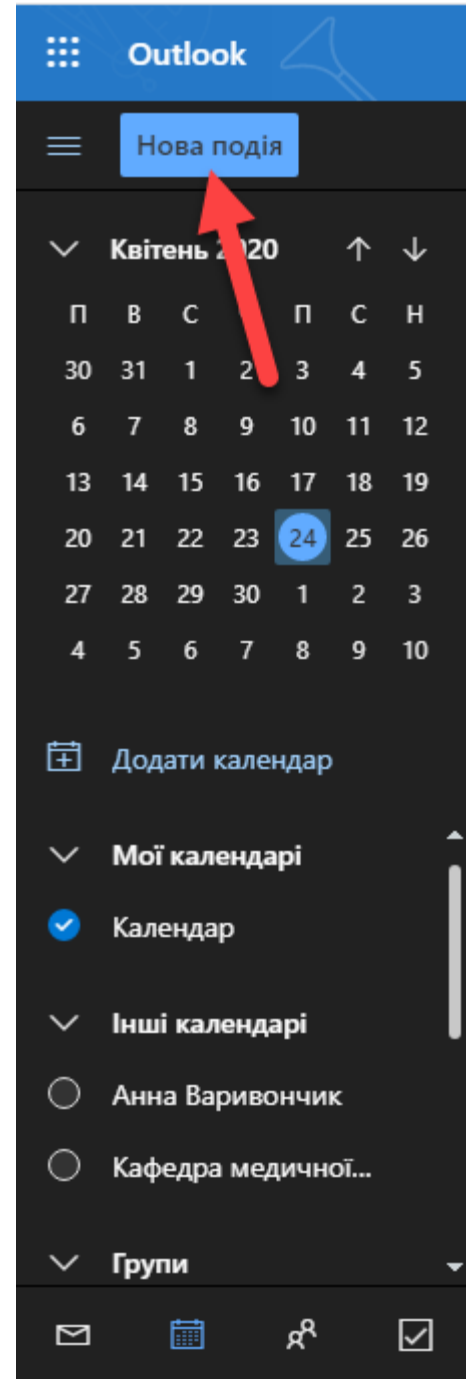 Outlook
Нова подія
Квітень 2020
П В С П С Н
30 31 1 2 3 4 5
6 7 8 9 10 11 12
13 14 15 16 17 18 19
20 21 22 23 24 25 26
27 28 29 30 1 2 3
4 5 6 7 8 9 10
Додати календар
Мої календарі
Календар
Інші календарі
Анна Варивончик
Кафедра медичної...
Групи